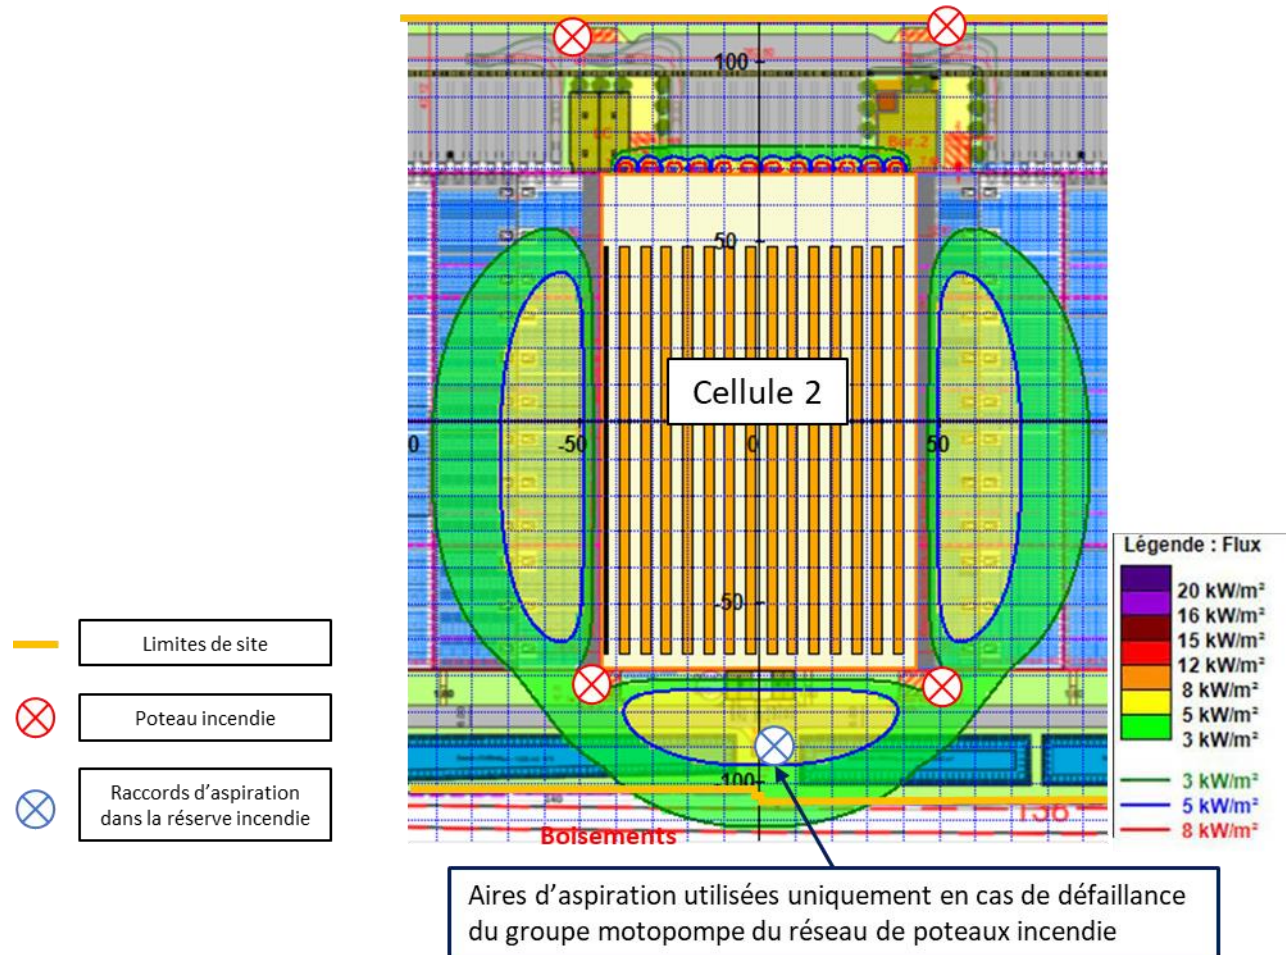 100
50
Cellule 2
0
-50
0
50
-50
-100
Boisements
138
Légende : Flux
20 kW/m²
16 kW/m²
15 kW/m²
12 kW/m²
8 kW/m²
5 kW/m²
3 kW/m²
3 kW/m²
5 kW/m²
8 kW/m²
Limites de site
Poteau incendie
Raccords d'aspiration
dans la réserve incendie
Aires d'aspiration utilisées uniquement en cas de défaillance
du groupe motopompe du réseau de poteaux incendie